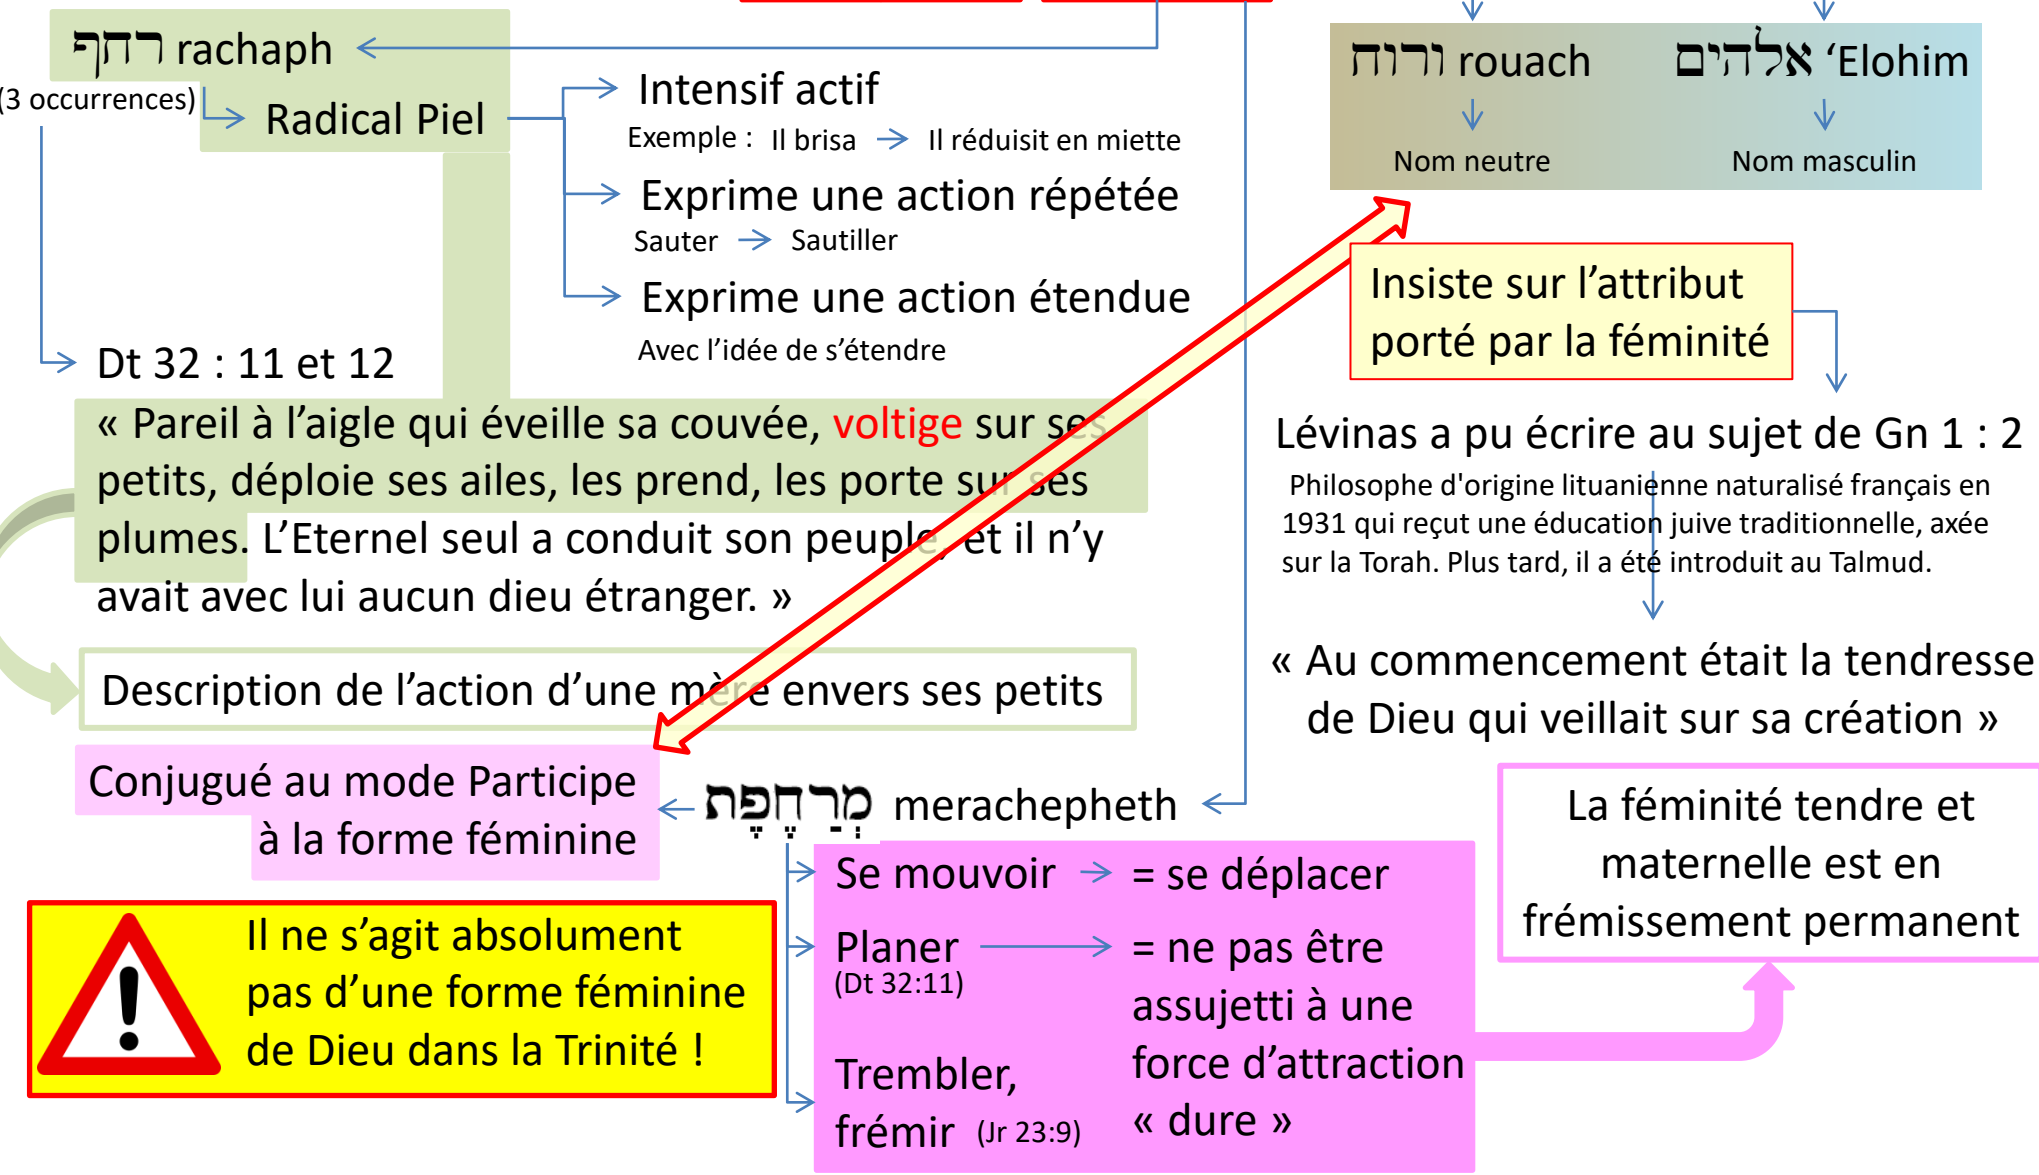 רחף rachaph
(3 occurrences)
Radical Piel
Intensif actif
Exemple : Il brisa Il réduisit en miette
Exprime une action répétée
Sauter Sautiller
Exprime une action étendue
Avec l’idée de s’étendre
ורוח rouach
Nom neutre
אלהים ‘Elohim
Nom masculin
Insiste sur l’attribut
porté par la féminité
Dt 32 : 11 et 12
« Pareil à l’aigle qui éveille sa couvée, voltige sur ses
petits, déploie ses ailes, les prend, les porte sur ses
plumes. L’Eternel seul a conduit son peuple, et il n’y
avait avec lui aucun dieu étranger. »
Description de l’action d’une mère envers ses petits
Lévinas a pu écrire au sujet de Gn 1 : 2
Philosophe d'origine lituanienne naturalisé français en
1931 qui reçut une éducation juive traditionnelle, axée
sur la Torah. Plus tard, il a été introduit au Talmud.
« Au commencement était la tendresse
de Dieu qui veillait sur sa création »
Conjugué au mode Participe
à la forme féminine
מְרַחֶפֶת merachepheth
Se mouvoir = se déplacer
Planer
(Dt 32:11)
= ne pas être
assujetti à une
force d’attraction
« dure »
Trembler,
frémir (Jr 23:9)
La féminité tendre et
maternelle est en
frémissement permanent
Il ne s’agit absolument
pas d’une forme féminine
de Dieu dans la Trinité !